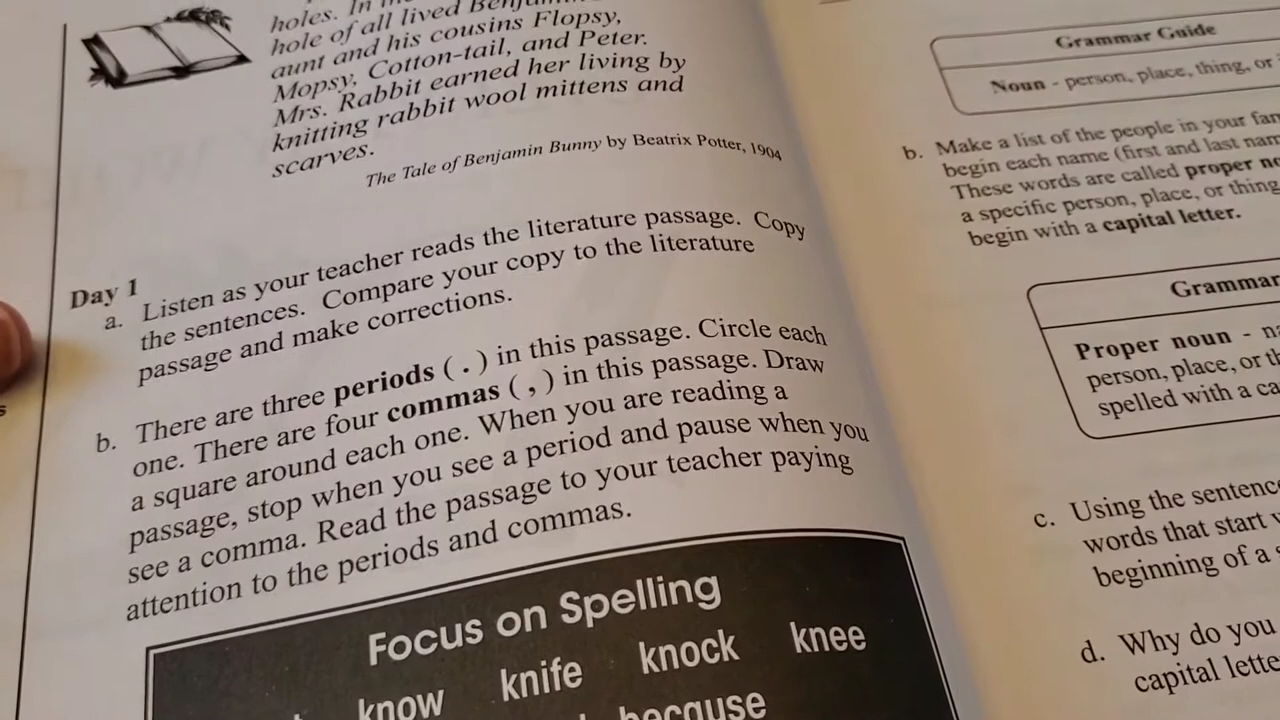 holes. In
hole of all lived
aunt and his cousins Flopsy,
Mopsy, Cotton-tail, and Peter.
Mrs. Rabbit earned her living by
knitting rabbit wool mittens and
scarves.
The Tale of Benjamin Bunny by Beatrix Potter, 1904
Day 1
a. Listen as your teacher reads the literature passage. Copy
the sentences. Compare your copy to the literature
passage and make corrections.
b. There are three periods ( . ) in this passage. Circle each
one. There are four commas ( , ) in this passage. Draw
a square around each one. When you are reading a
passage, stop when you see a period and pause when you
see a comma. Read the passage to your teacher paying
attention to the periods and commas.
Focus on Spelling
know knife knock knee
because
Grammar Guide
Noun - person, place, thing, or
b. Make a list of the people in your
begin each name (first and last
These words are called proper
a specific person, place, or thing
begin with a capital letter.
Grammar
Proper noun -
person, place, or
spelled with a
c. Using the
words that start
beginning of a
d. Why do you
capital